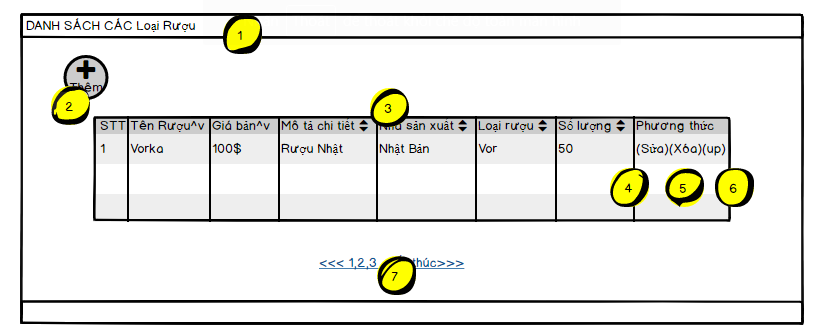 DANH SÁCH CÁC Loại Rượu
1
Thêm
2
3
STT Tên Rượu^v Giá bán^v Mô tả chi tiết sản xuất Loại rượu Số lượng Phương thức
1 Vorka 100$ Rượu Nhật Nhật Bản Vor 50 (Sửa)(Xóa)(up)
4 5 6
<<< 1,2,3 thúc>>>
7